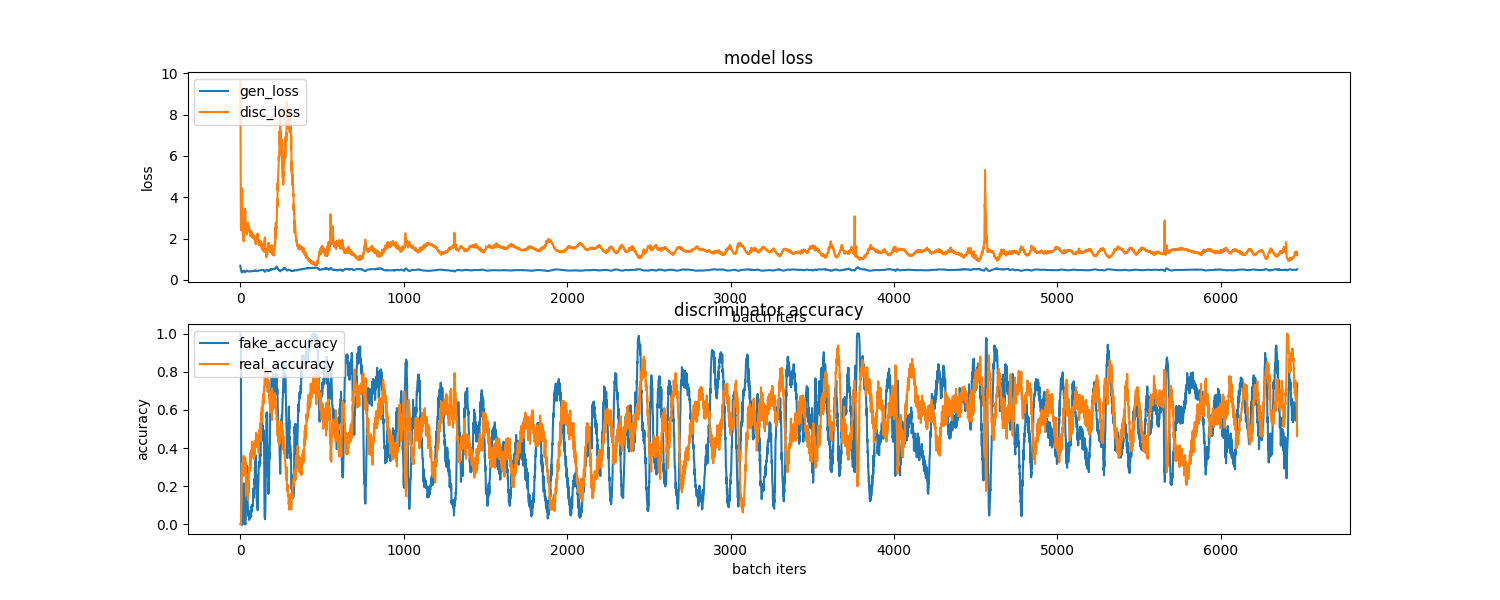 model loss
10
8
6
4
2
0
loss
gen_loss
disc_loss
0 1000 2000 3000 4000 5000 6000
batch iters
discriminator accuracy
1.0
0.8
0.6
0.4
0.2
0.0
accuracy
fake_accuracy
real_accuracy
0 1000 2000 3000 4000 5000 6000
batch iters